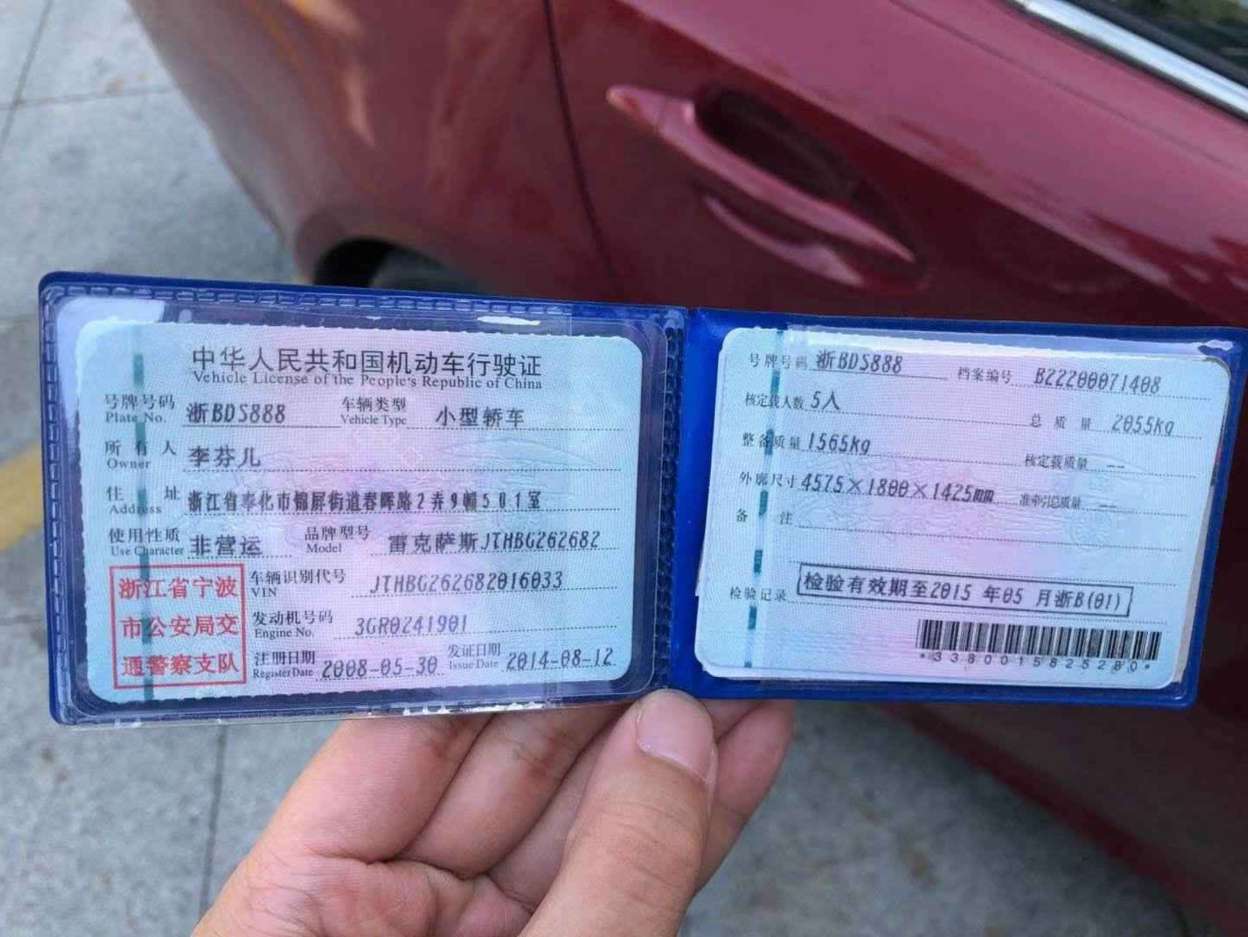 中华人民共和国机动车行驶证
Vehicle License of the People's Republic of China
号牌号码 浙BDS888 车辆类型 小型轿车
Plate No. Vehicle Type
所有人 李芬儿
Owner
住址 浙江省奉化市锦屏街道春晖路2弄9幢501室
Address
使用性质 非营运 品牌型号 雷克萨斯JTHBG262682
Use Character Model
浙江省宁波
市公安局交
通警察支队
车辆识别代号 JTHBG262682016033
VIN
发动机号码 3GR0241901
Engine No.
注册日期 2008-05-30 发证日期 2014-08-12
Register Date Issue Date
号牌号码 浙BDS888 档案编号 B22200071408
核定载人数 5人 总质量 2055kg
整备质量 1565kg 核定载质量 --
外廓尺寸 4575×1800×1425mm 准牵引总质量 --
备注
检验记录 检验有效期至2015年05月浙B(01)
*3380015825280*